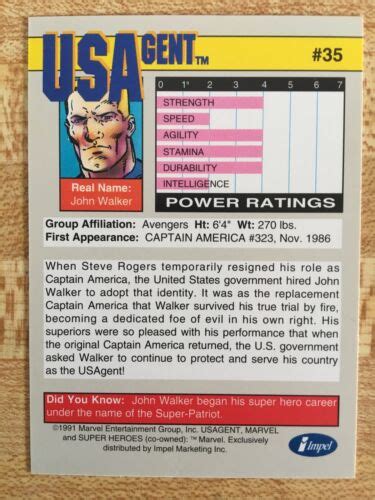 USAGENT™
#35
0 1 2 3 4 5 6 7
STRENGTH
SPEED
AGILITY
STAMINA
DURABILITY
INTELLIGENCE
POWER RATINGS
Real Name:
John Walker
Group Affiliation: Avengers Ht: 6'4" Wt: 270 lbs.
First Appearance: CAPTAIN AMERICA #323, Nov. 1986
When Steve Rogers temporarily resigned his role as
Captain America, the United States government hired John
Walker to adopt that identity. It was as the replacement
Captain America that Walker survived his true trial by fire,
becoming a dedicated foe of evil in his own right. His
superiors were so pleased with his performance that when
the original Captain America returned, the U.S. government
asked Walker to continue to protect and serve his country
as the USAgent!
Did You Know: John Walker began his super hero career
under the name of the Super-Patriot.
©1991 Marvel Entertainment Group, Inc. USAGENT, MARVEL
and SUPER HEROES (co-owned): ™ Marvel. Exclusively
distributed by Impel Marketing Inc.
Impel